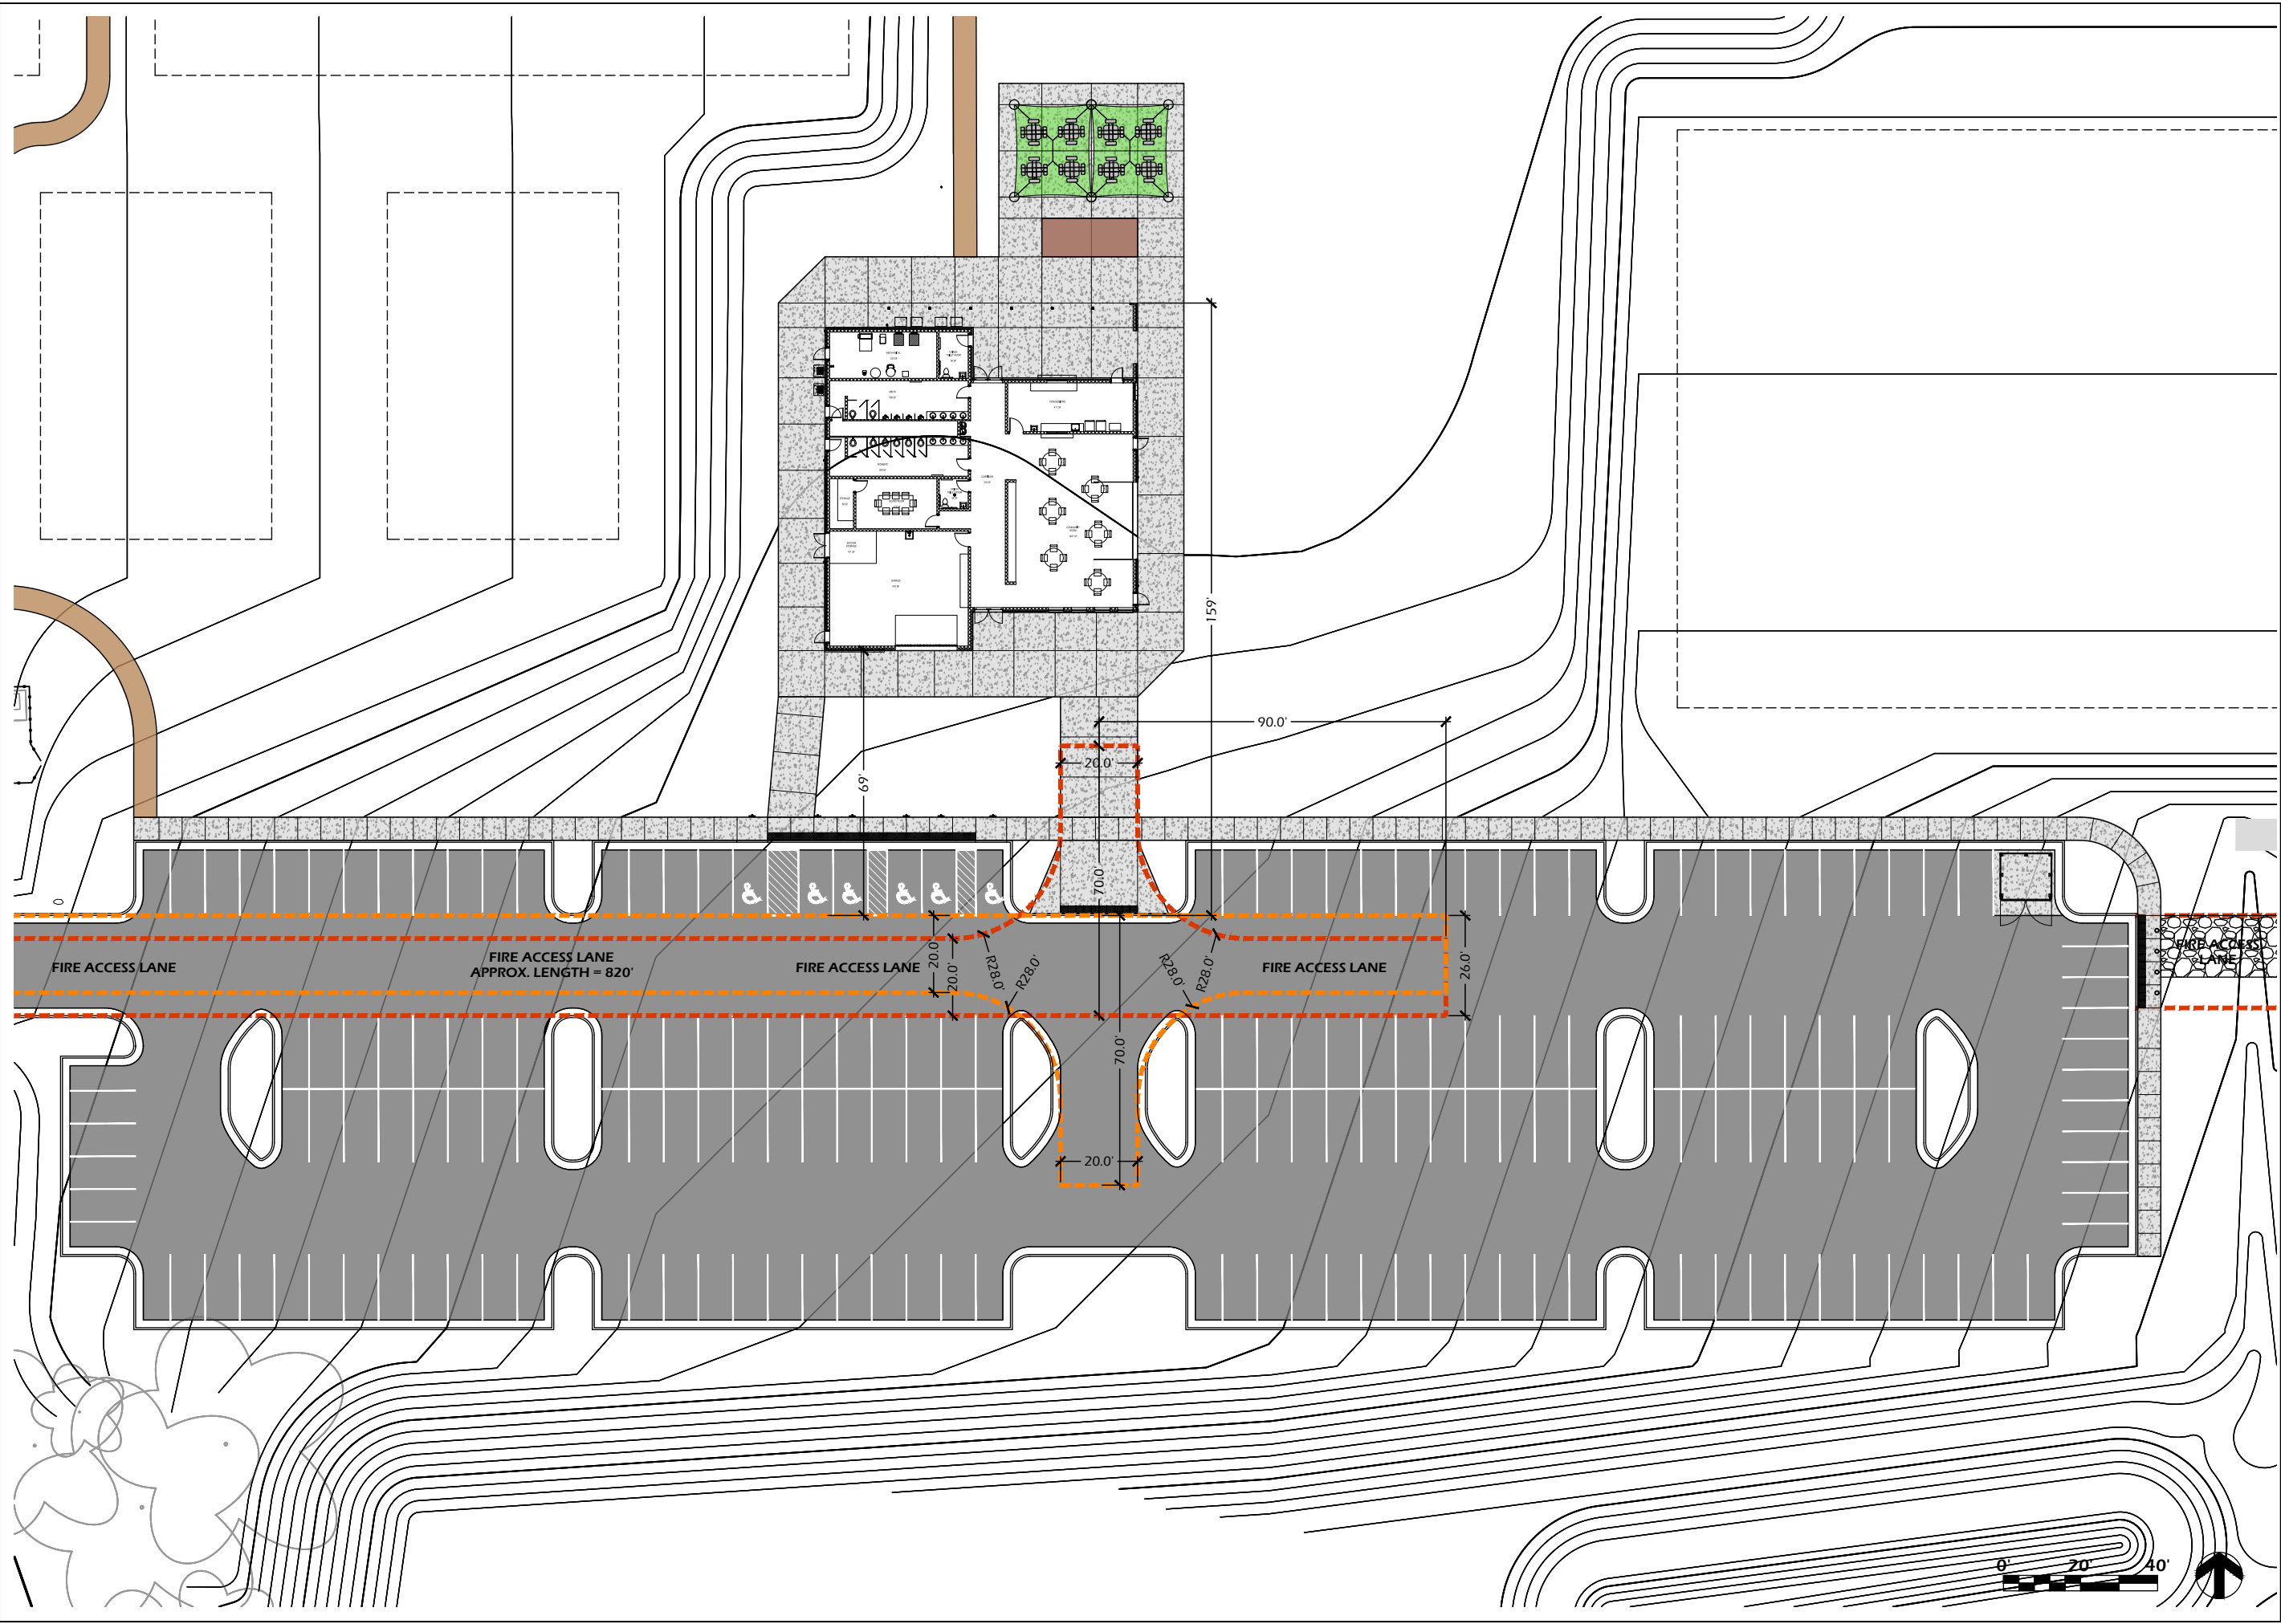 159'
90.0'
20.0'
69'
70.0'
FIRE ACCESS LANE
FIRE ACCESS LANE
APPROX. LENGTH = 820'
FIRE ACCESS LANE
20.0'
20.0'
R28.0'
R28.0'
R28.0'
R28.0'
FIRE ACCESS LANE
26.0'
FIRE ACCESS
LANE
70.0'
20.0'
0'
20'
40'